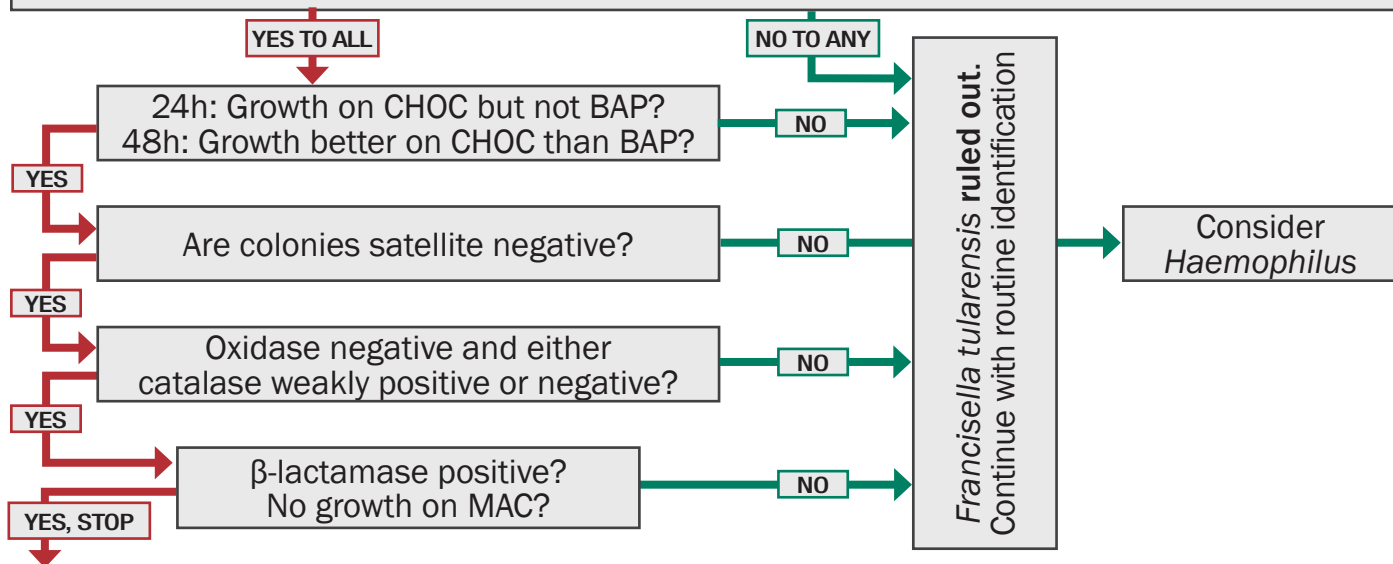 YES TO ALL
NO TO ANY
24h: Growth on CHOC but not BAP?
48h: Growth better on CHOC than BAP?
NO
YES
Are colonies satellite negative?
NO
YES
Oxidase negative and either
catalase weakly positive or negative?
NO
YES
β-lactamase positive?
No growth on MAC?
NO
YES, STOP
Francisella tularensis ruled out.
Continue with routine identification
Consider
Haemophilus